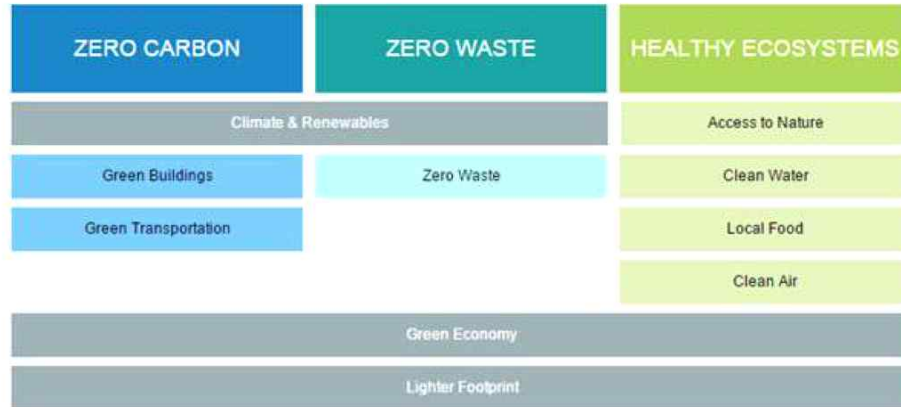 ZERO CARBON
ZERO WASTE
HEALTHY ECOSYSTEMS
Climate & Renewables
Access to Nature
Green Buildings
Zero Waste
Clean Water
Green Transportation
Local Food
Clean Air
Green Economy
Lighter Footprint